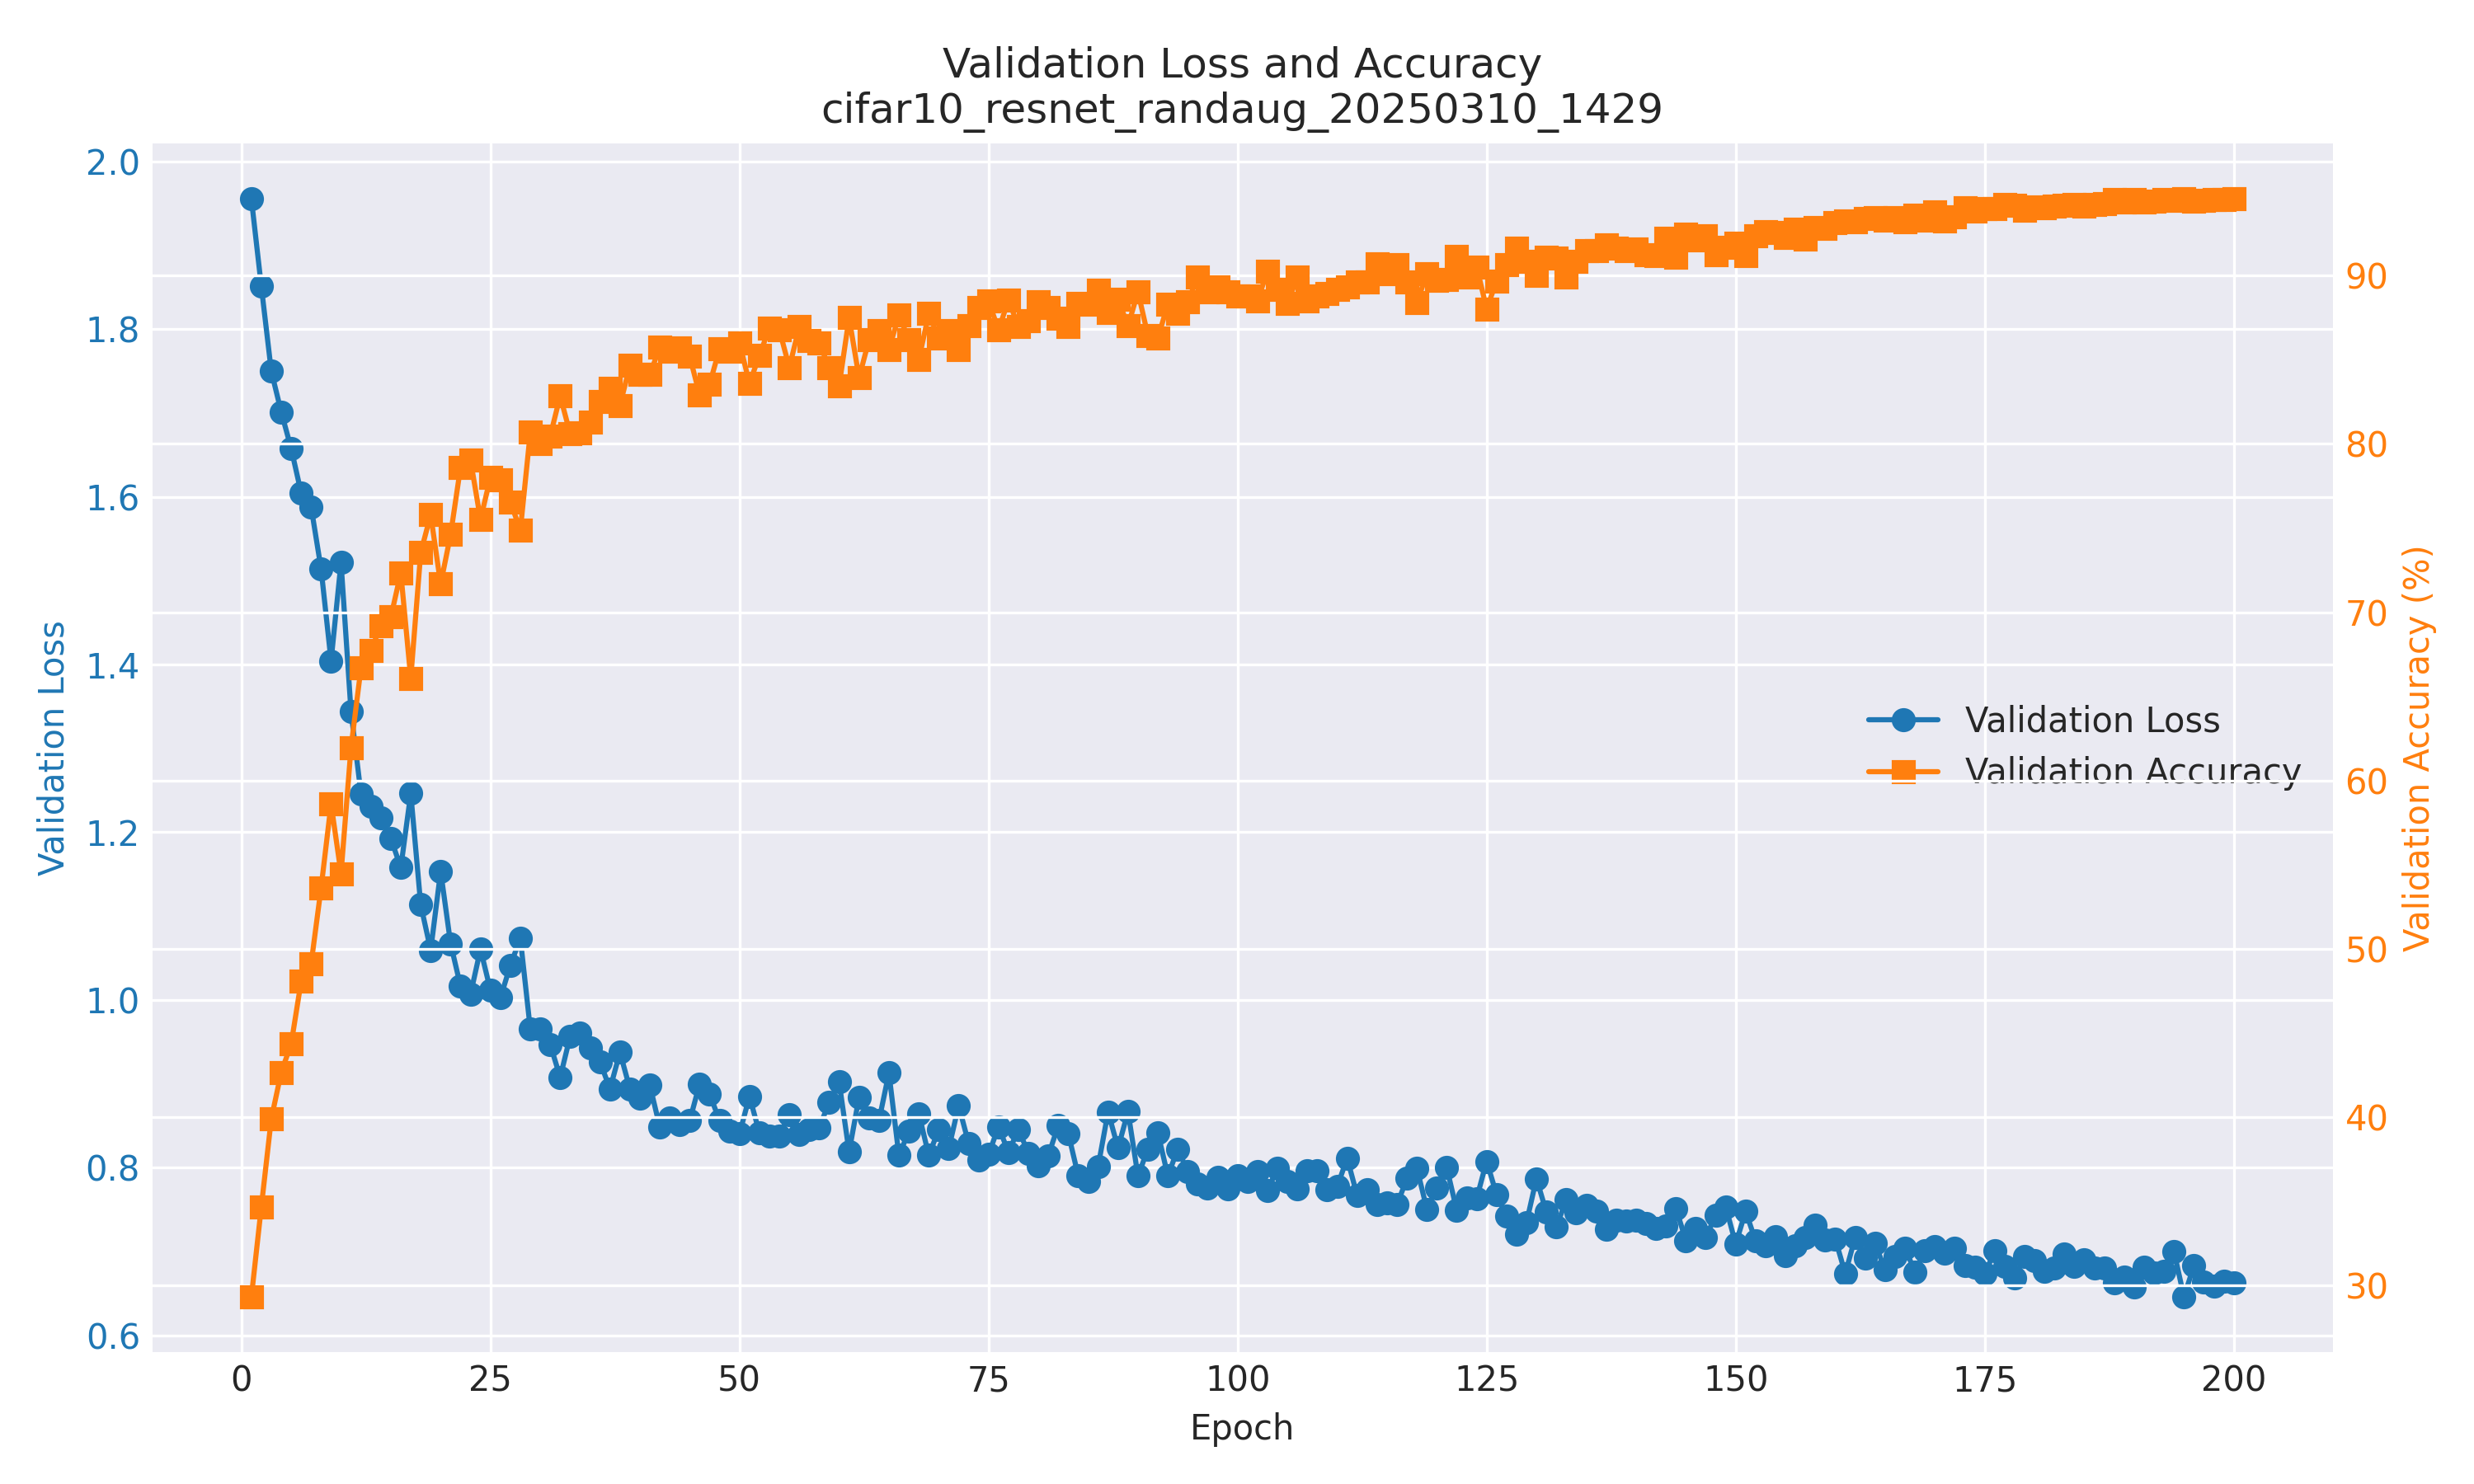 Validation Loss and Accuracy
cifar10_resnet_randaug_20250310_1429
Validation Loss
2.0
1.8
1.6
1.4
1.2
1.0
0.8
0.6
90
80
70
60
50
40
30
Validation Accuracy (%)
Validation Loss
Validation Accuracy
0 25 50 75 100 125 150 175 200
Epoch